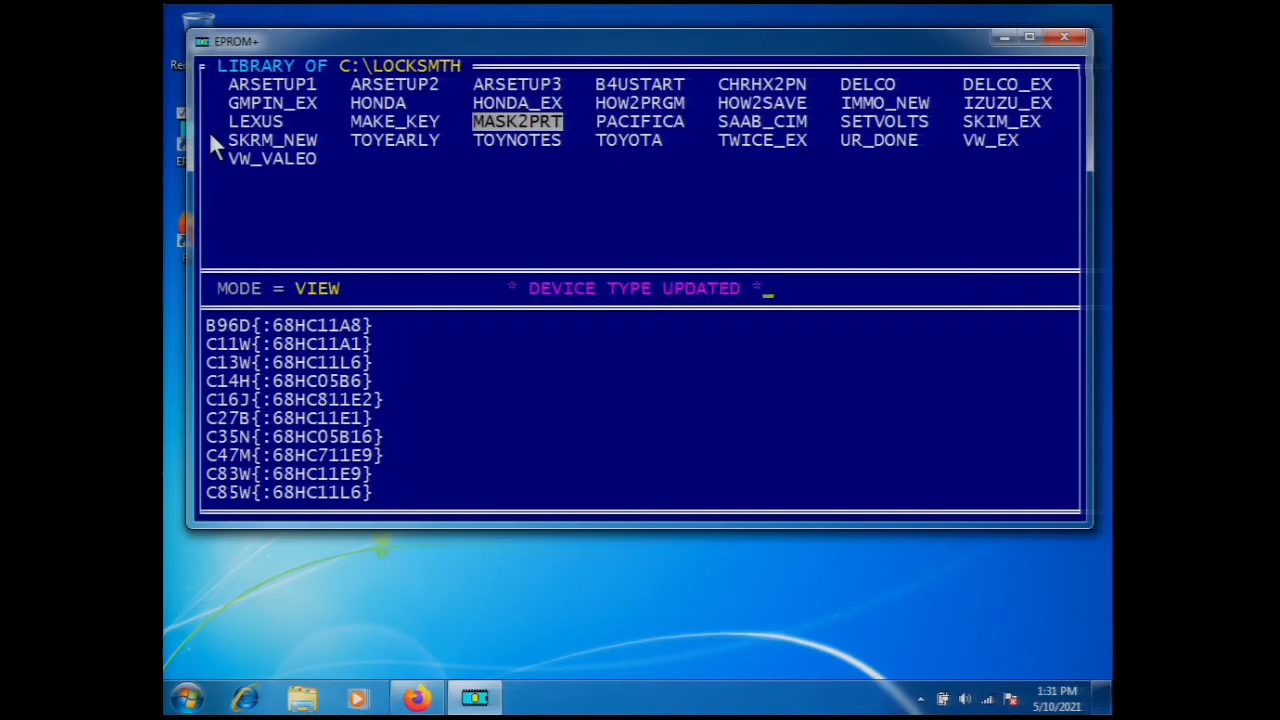 EPROM+
LIBRARY OF C:\LOCKSMTH
ARSETUP1 ARSETUP2 ARSETUP3 B4USTART CHRHX2PN DELCO DELCO_EX
GMPIN_EX HONDA HONDA_EX HOW2PRGM HOW2SAVE IMMO_NEW IZUZU_EX
LEXUS MAKE_KEY MASK2PRT PACIFICA SAAB_CIM SETVOLTS SKIM_EX
SKRM_NEW TOYEARLY TOYNOTES TOYOTA TWICE_EX UR_DONE VW_EX
VW_VALEO
MODE = VIEW * DEVICE TYPE UPDATED *_
B96D{:68HC11A8}
C11W{:68HC11A1}
C13W{:68HC11L6}
C14H{:68HC05B6}
C16J{:68HC811E2}
C27B{:68HC11E1}
C35N{:68HC05B16}
C47M{:68HC711E9}
C83W{:68HC11E9}
C85W{:68HC11L6}
1:31 PM
5/10/2021